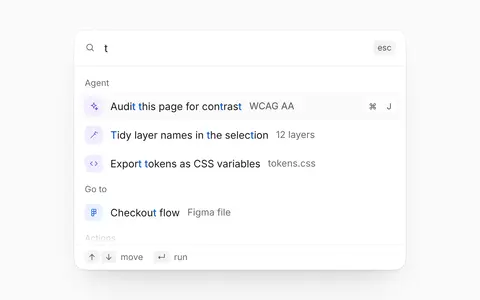 t esc
Agent
Audit this page for contrast WCAG AA ⌘ J
Tidy layer names in the selection 12 layers
Export tokens as CSS variables tokens.css
Go to
Checkout flow Figma file
Actions
↑ ↓ move ↵ run